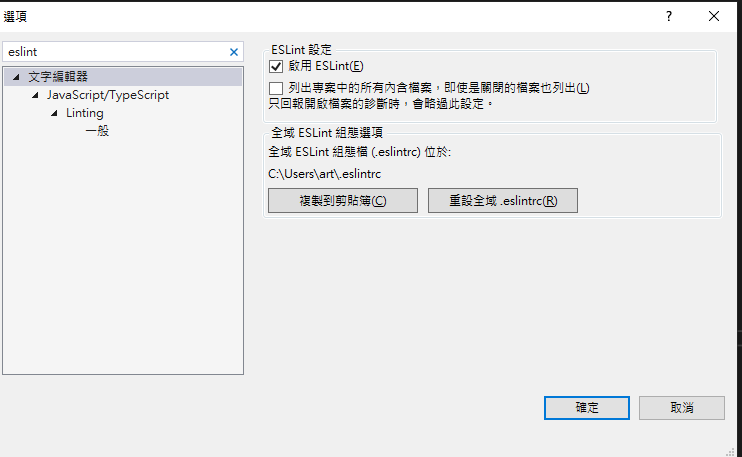 選項
?
eslint
文字編輯器
JavaScript/TypeScript
Linting
一般
ESLint 設定
啟用 ESLint(E)
列出專案中的所有內含檔案，即使是關閉的檔案也列出(L)
只回報開啟檔案的診斷時，會略過此設定。
全域 ESLint 組態選項
全域 ESLint 組態檔 (.eslintrc) 位於:
C:\Users\art\.eslintrc
複製到剪貼簿(C)
重設全域 .eslintrc(R)
確定
取消